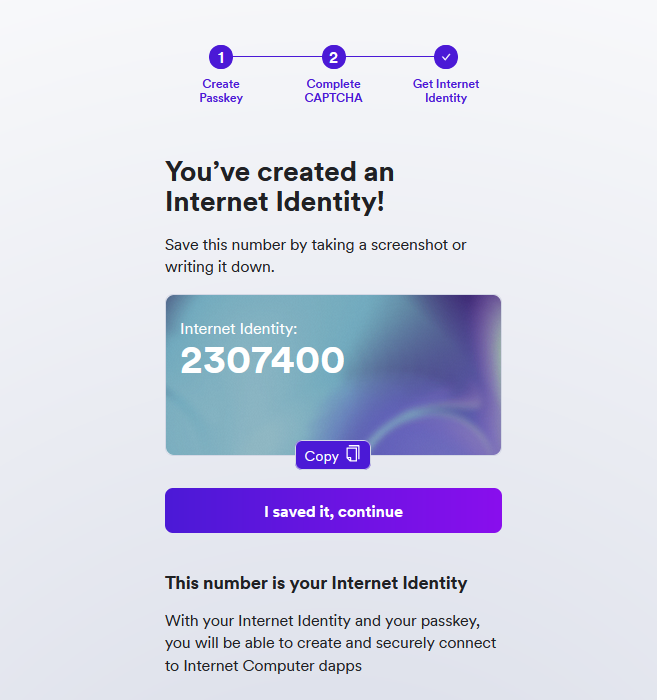 1
2
Create
Passkey
Complete
CAPTCHA
Get Internet
Identity
You’ve created an
Internet Identity!
Save this number by taking a screenshot or
writing it down.
Internet Identity:
2307400
Copy
I saved it, continue
This number is your Internet Identity
With your Internet Identity and your passkey,
you will be able to create and securely connect
to Internet Computer dapps